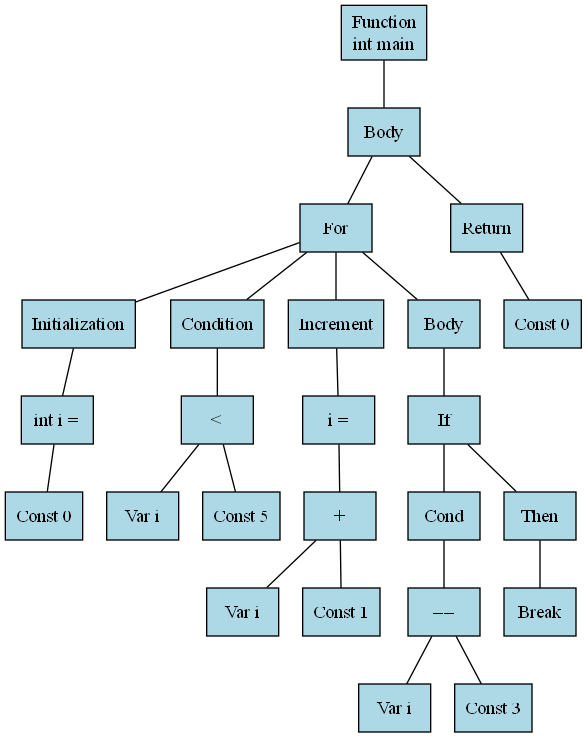 Function
int main
Body
For
Return
Initialization
Condition
Increment
Body
Const 0
int i =
<
i =
If
Const 0
Var i
Const 5
+
Cond
Then
Var i
Const 1
==
Break
Var i
Const 3